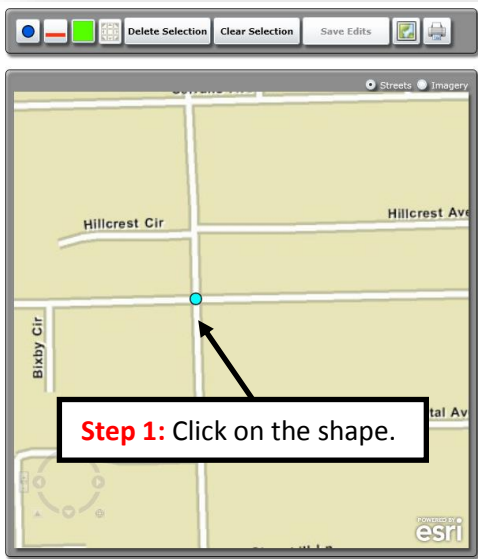 Delete Selection Clear Selection Save Edits
Streets Imagery
Hillcrest Cir
Hillcrest Ave
Bixby Cir
Step 1: Click on the shape.
tal Av
POWERED BY
esri